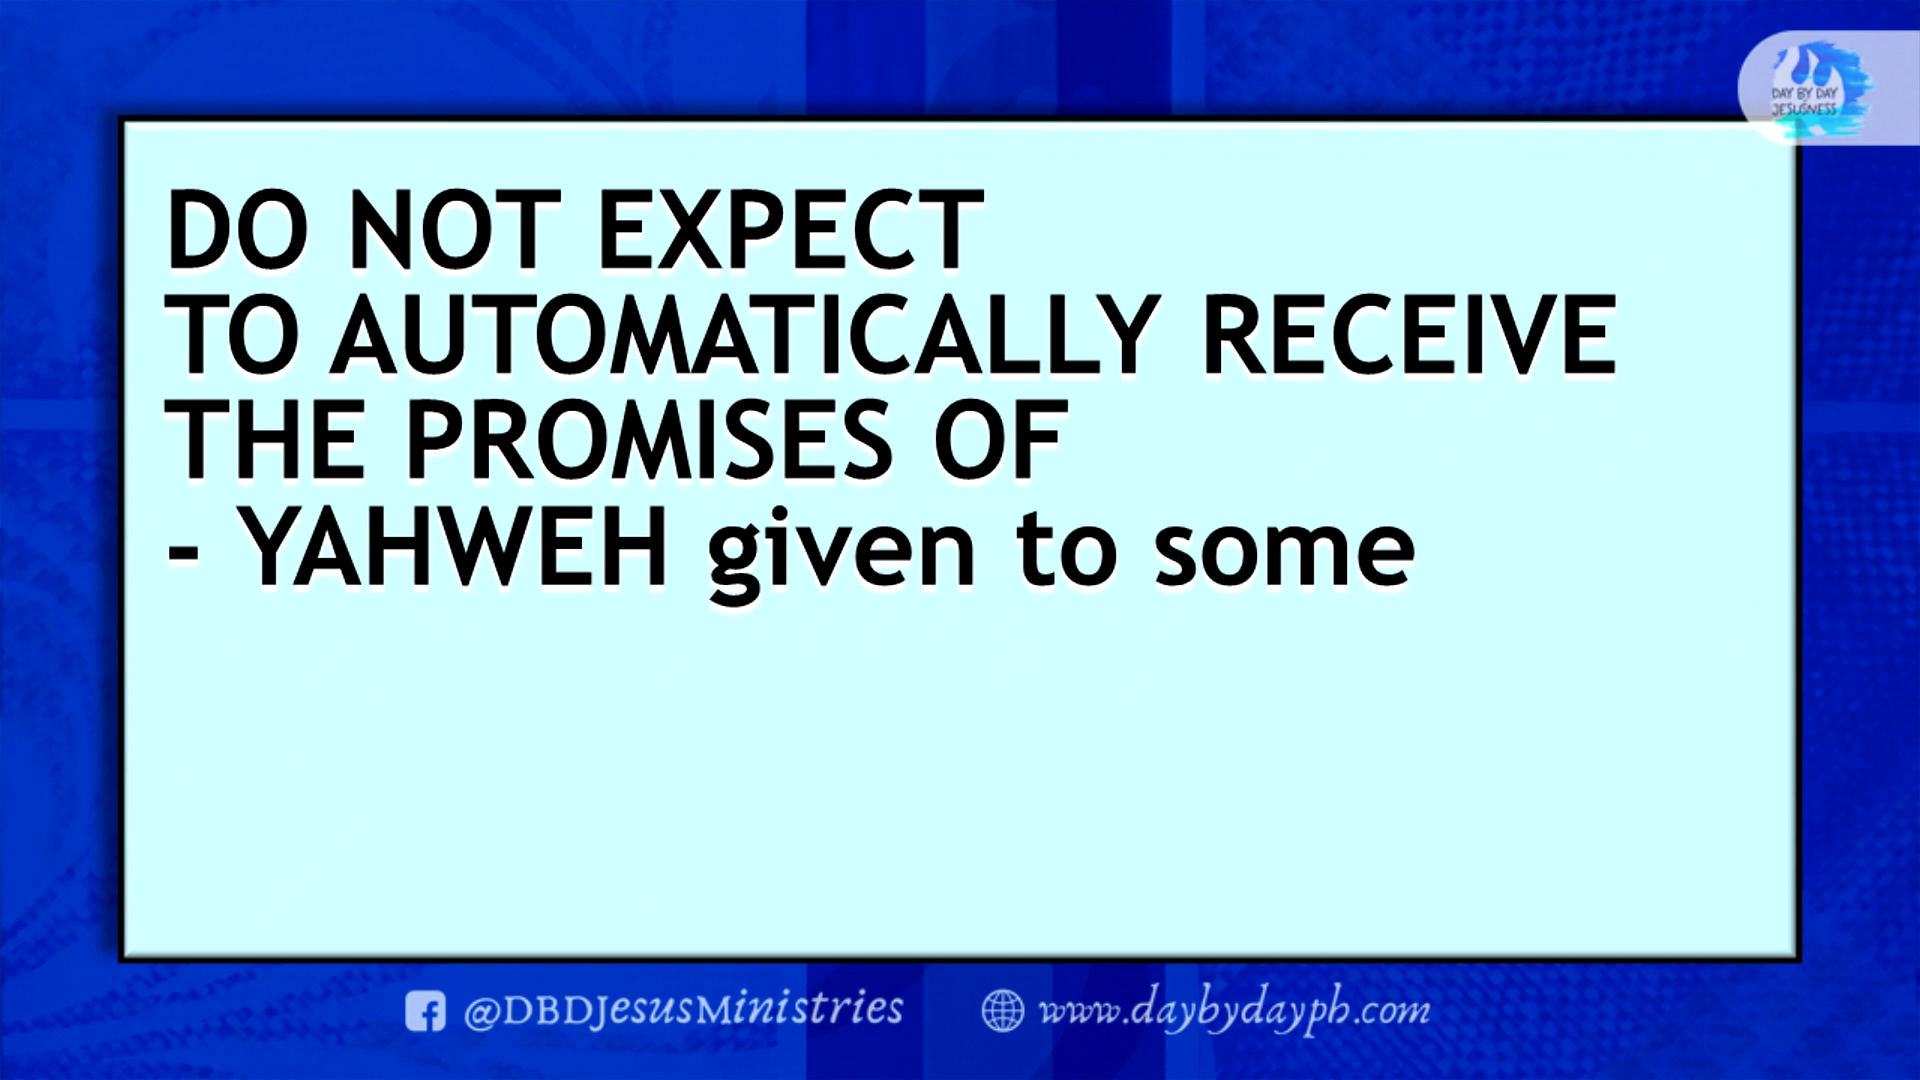 DAY BY DAY
JESUSNESS
DO NOT EXPECT
TO AUTOMATICALLY RECEIVE
THE PROMISES OF
- YAHWEH given to some
@DBDJesusMinistries
www.daybydayph.com